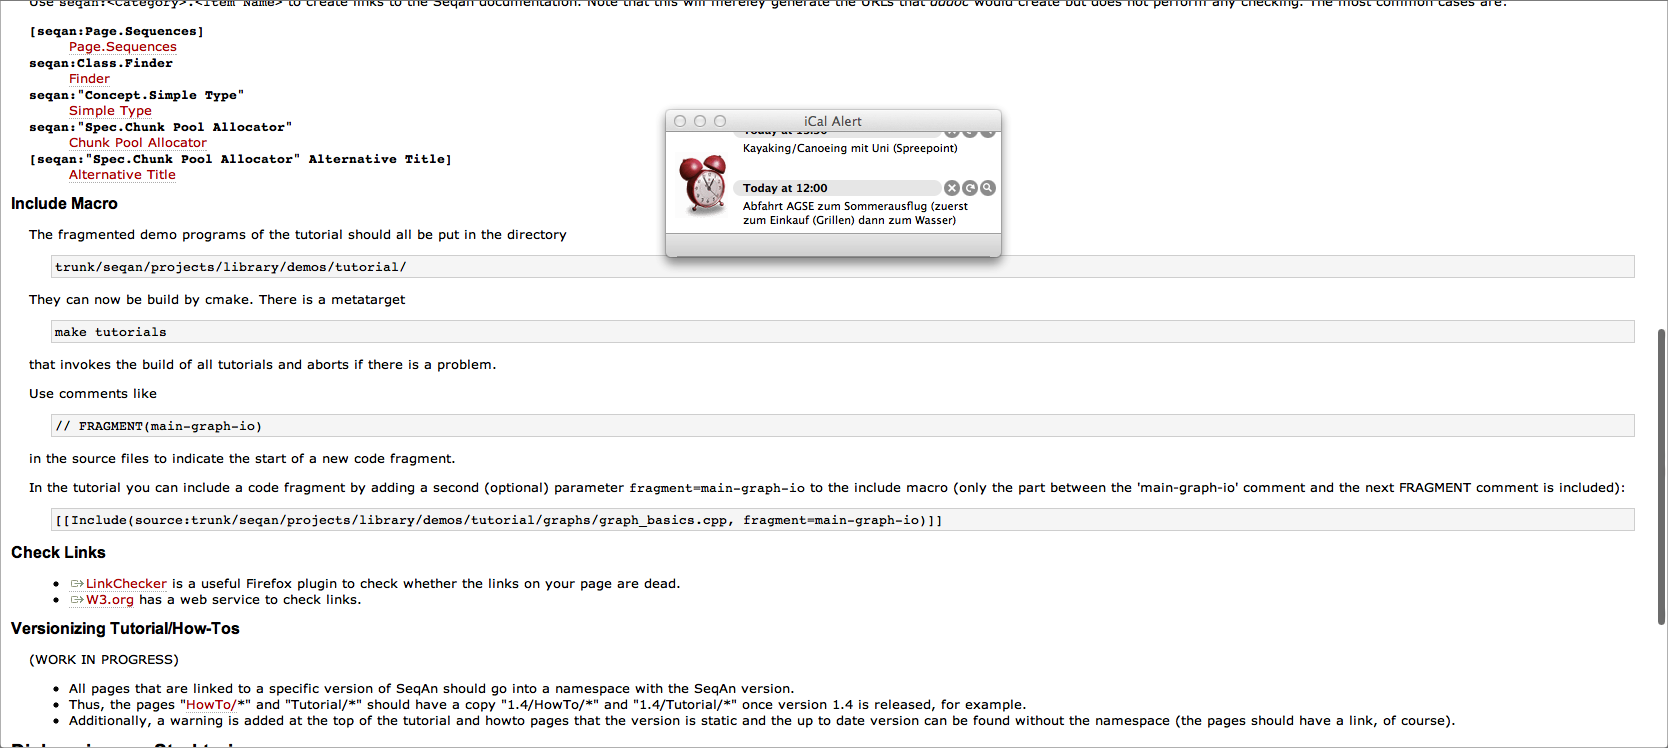 Use seqan:<Category>.<Item Name> to create links to the SeqAn documentation. Note that this will mereley generate the URLs that dddoc would create but does not perform any checking. The most common cases are:
[seqan:Page.Sequences]
Page.Sequences
seqan:Class.Finder
Finder
seqan:"Concept.Simple Type"
Simple Type
seqan:"Spec.Chunk Pool Allocator"
Chunk Pool Allocator
[seqan:"Spec.Chunk Pool Allocator" Alternative Title]
Alternative Title
iCal Alert
Today at 13:30
Kayaking/Canoeing mit Uni (Spreepoint)
Today at 12:00
Abfahrt AGSE zum Sommerausflug (zuerst
zum Einkauf (Grillen) dann zum Wasser)
Include Macro
The fragmented demo programs of the tutorial should all be put in the directory
trunk/seqan/projects/library/demos/tutorial/
They can now be build by cmake. There is a metatarget
make tutorials
that invokes the build of all tutorials and aborts if there is a problem.
Use comments like
// FRAGMENT(main-graph-io)
in the source files to indicate the start of a new code fragment.
In the tutorial you can include a code fragment by adding a second (optional) parameter fragment=main-graph-io to the include macro (only the part between the 'main-graph-io' comment and the next FRAGMENT comment is included):
[[Include(source:trunk/seqan/projects/library/demos/tutorial/graphs/graph_basics.cpp, fragment=main-graph-io)]]
Check Links
• LinkChecker is a useful Firefox plugin to check whether the links on your page are dead.
• W3.org has a web service to check links.
Versionizing Tutorial/How-Tos
(WORK IN PROGRESS)
• All pages that are linked to a specific version of SeqAn should go into a namespace with the SeqAn version.
• Thus, the pages "HowTo/*" and "Tutorial/*" should have a copy "1.4/HowTo/*" and "1.4/Tutorial/*" once version 1.4 is released, for example.
• Additionally, a warning is added at the top of the tutorial and howto pages that the version is static and the up to date version can be found without the namespace (the pages should have a link, of course).